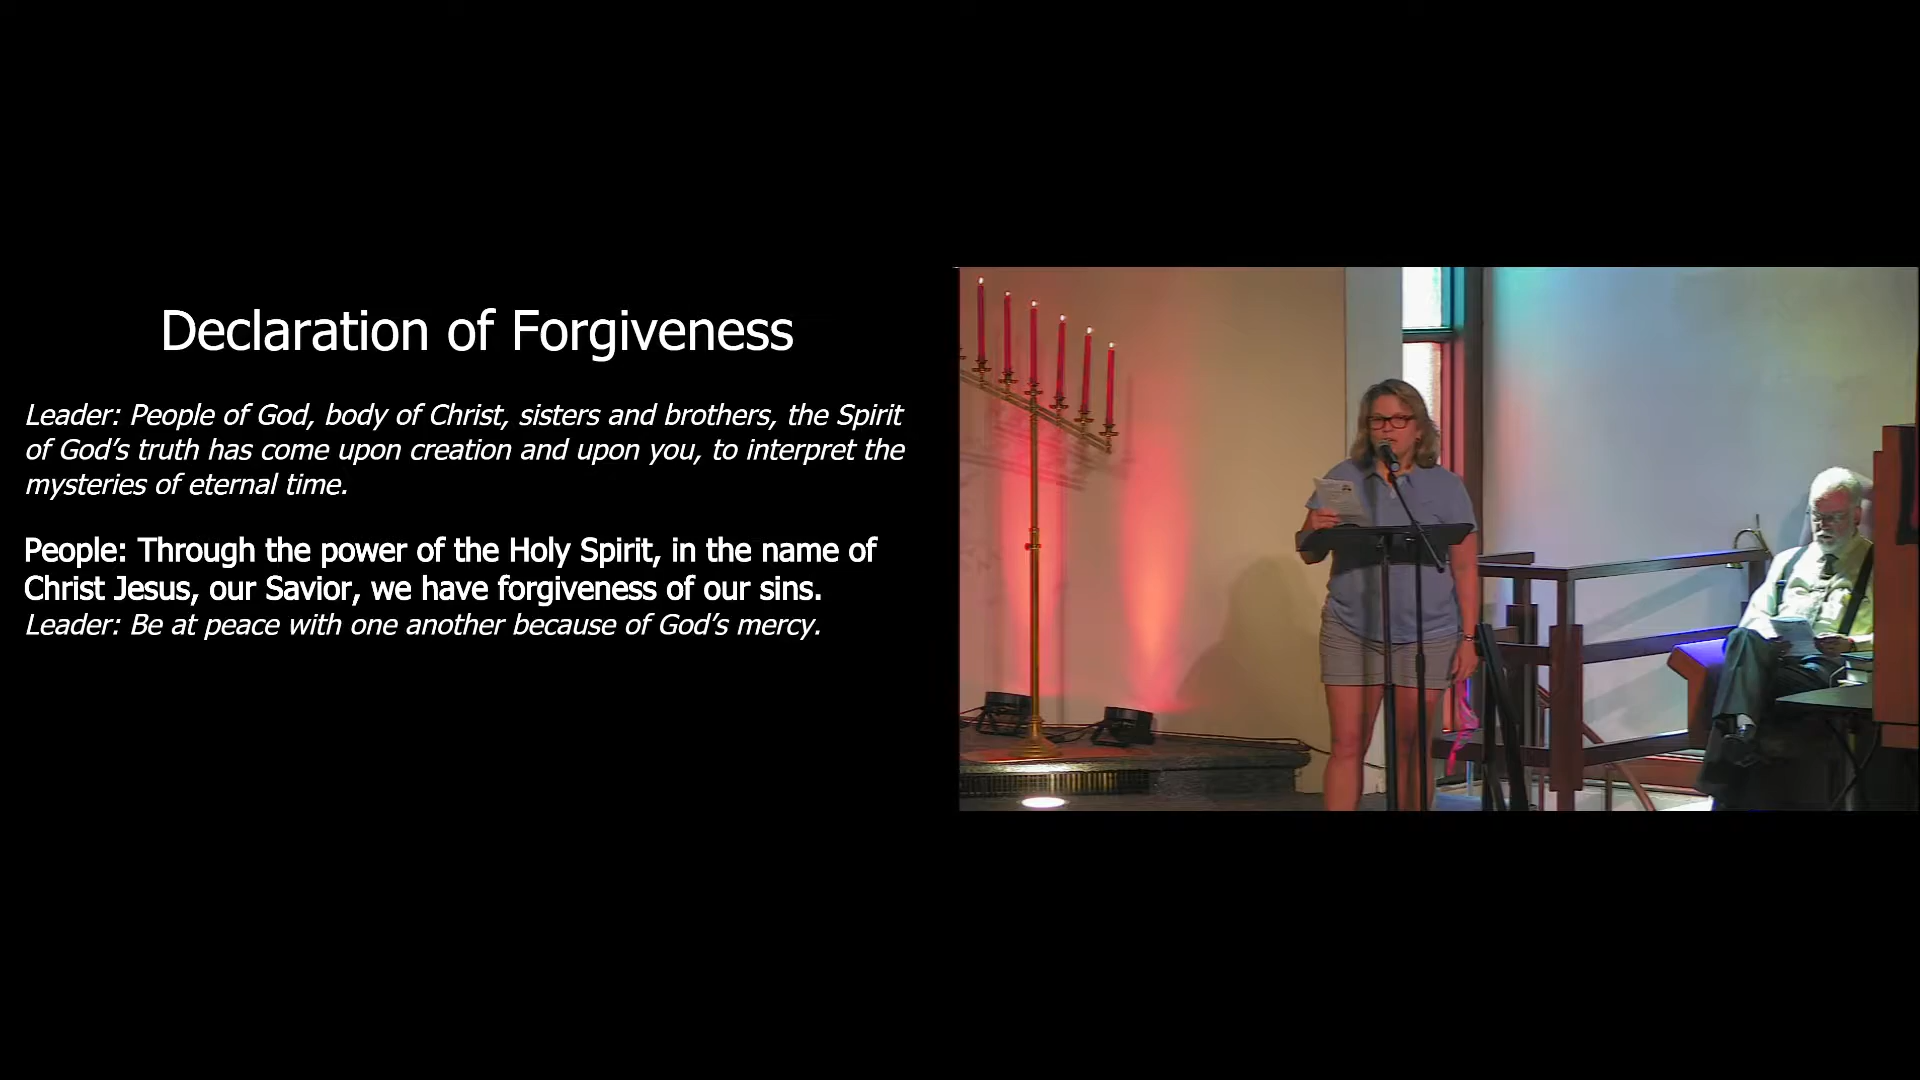 Declaration of Forgiveness
Leader: People of God, body of Christ, sisters and brothers, the Spirit
of God’s truth has come upon creation and upon you, to interpret the
mysteries of eternal time.
People: Through the power of the Holy Spirit, in the name of
Christ Jesus, our Savior, we have forgiveness of our sins.
Leader: Be at peace with one another because of God’s mercy.